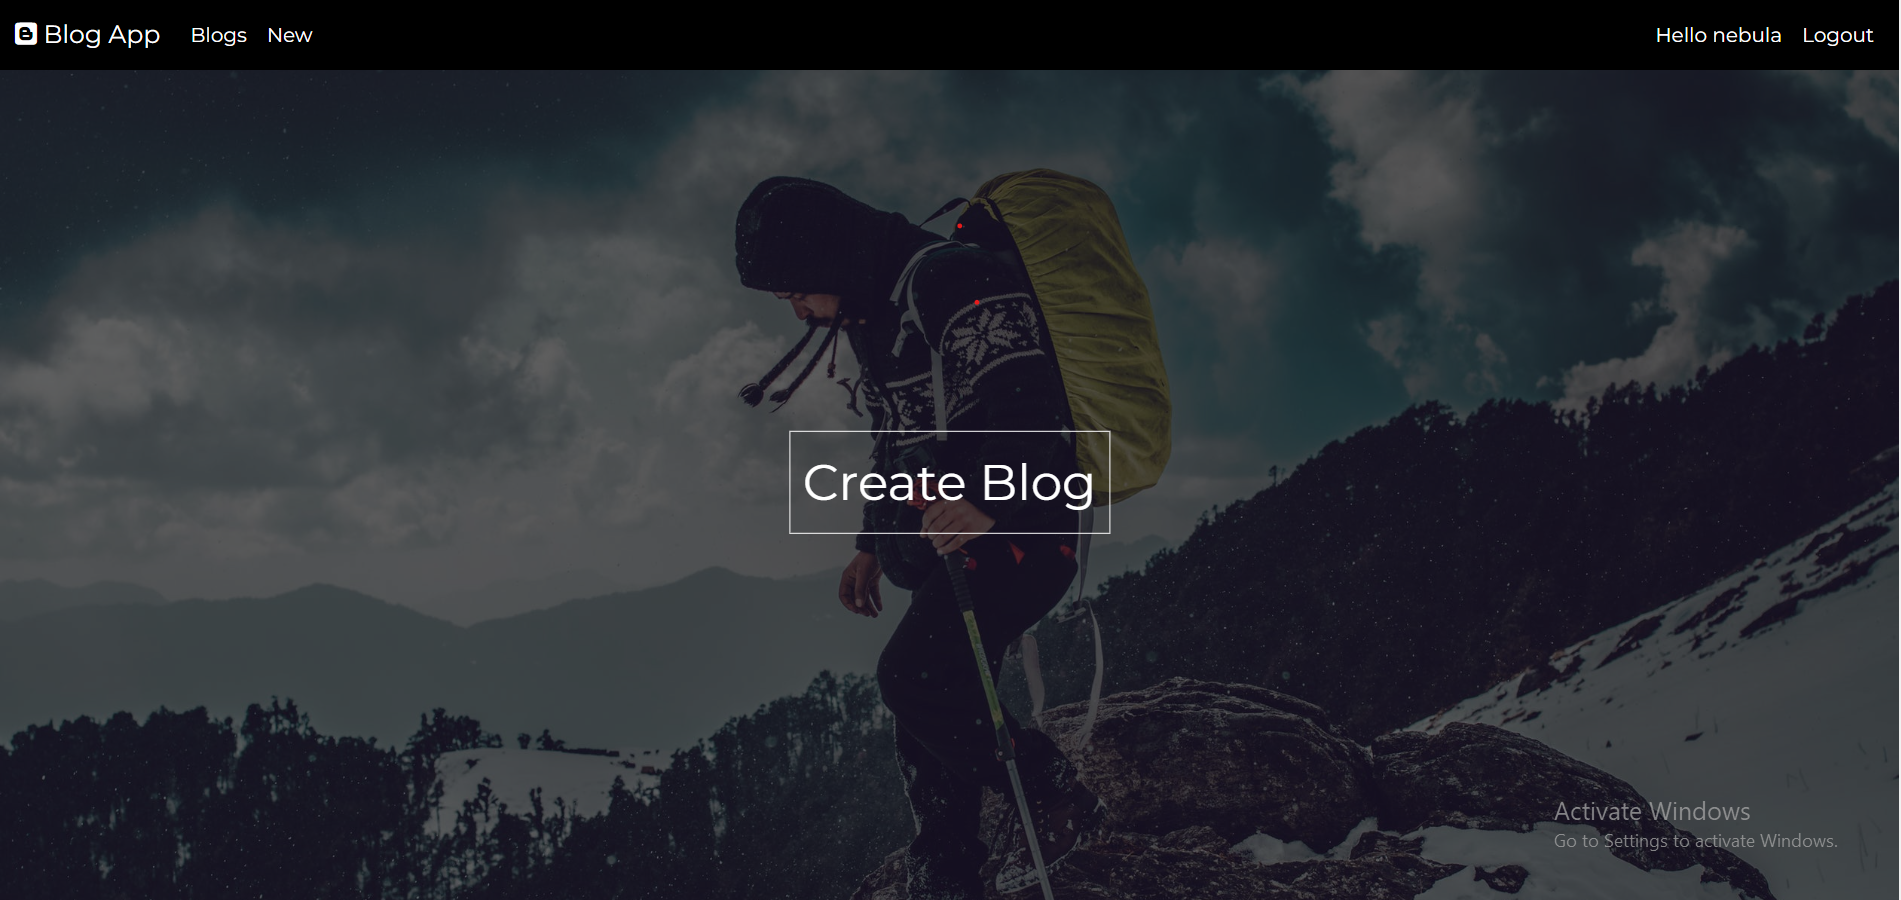 Blog App Blogs New Hello nebula Logout
Create Blog
Activate Windows
Go to Settings to activate Windows.